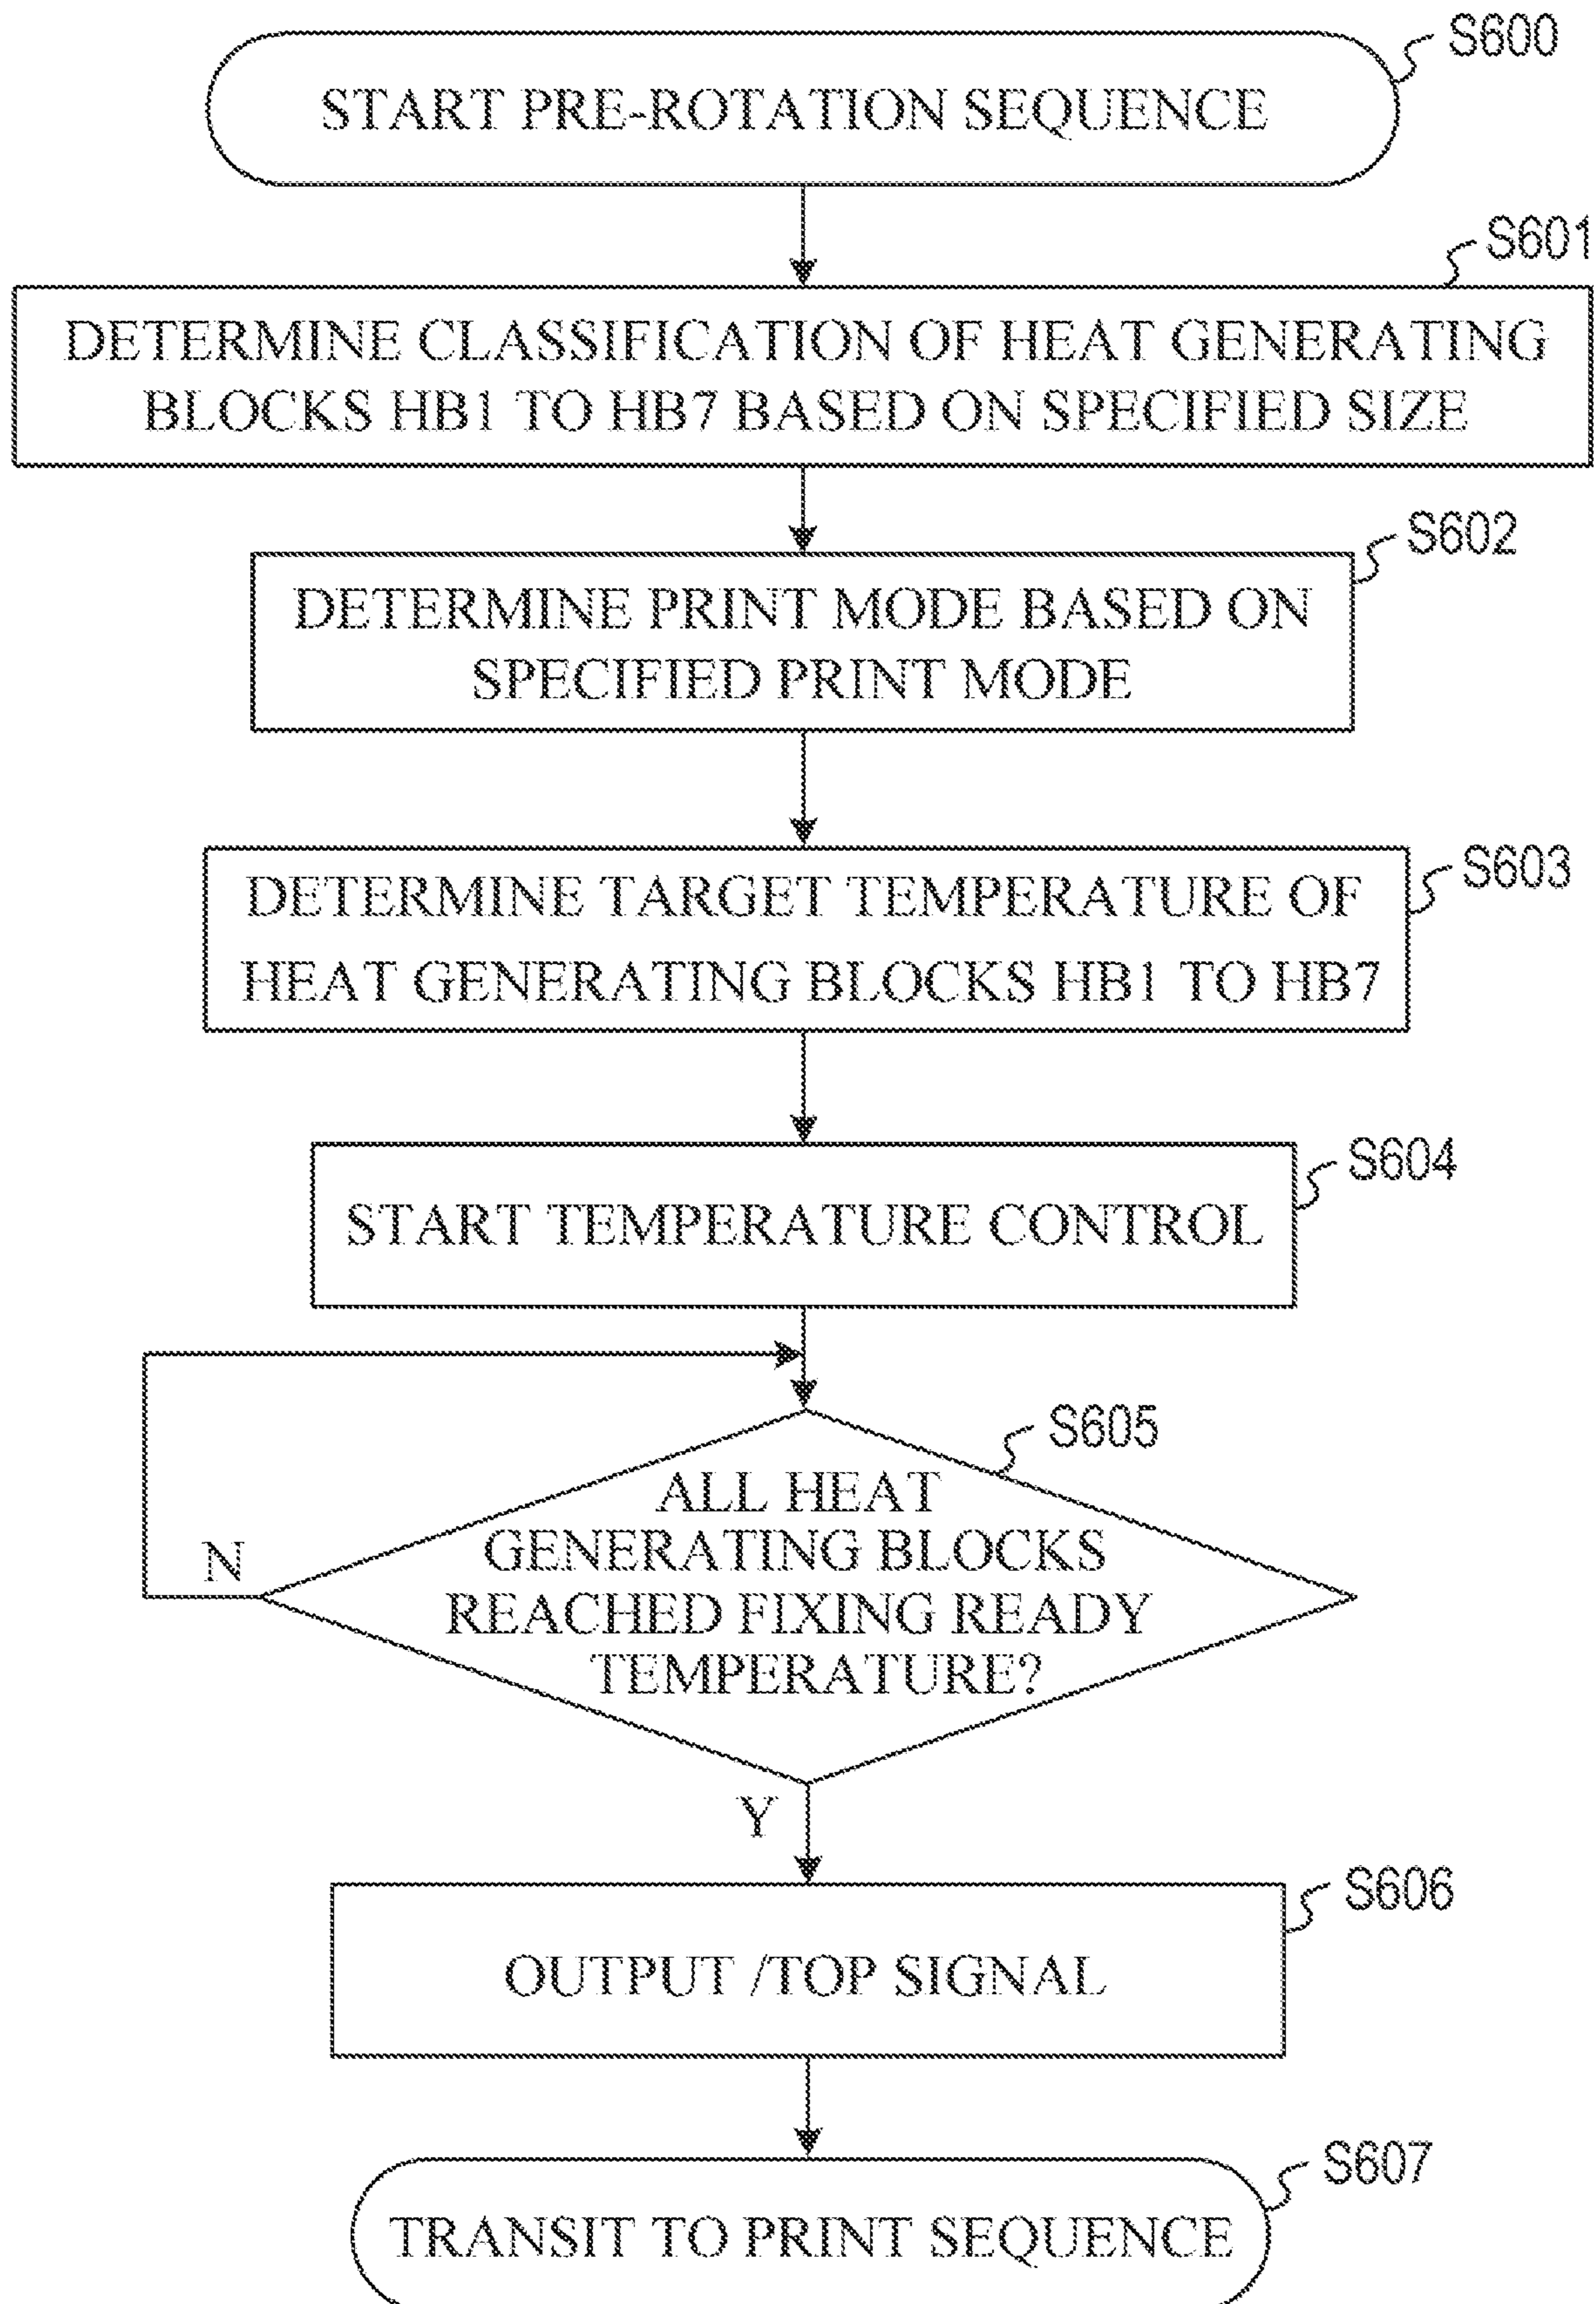 S600
START PRE-ROTATION SEQUENCE
S601
DETERMINE CLASSIFICATION OF HEAT GENERATING
BLOCKS HB1 TO HB7 BASED ON SPECIFIED SIZE
S602
DETERMINE PRINT MODE BASED ON
SPECIFIED PRINT MODE
S603
DETERMINE TARGET TEMPERATURE OF
HEAT GENERATING BLOCKS HB1 TO HB7
S604
START TEMPERATURE CONTROL
S605
ALL HEAT
GENERATING BLOCKS
REACHED FIXING READY
TEMPERATURE?
N
Y
S606
OUTPUT /TOP SIGNAL
S607
TRANSIT TO PRINT SEQUENCE